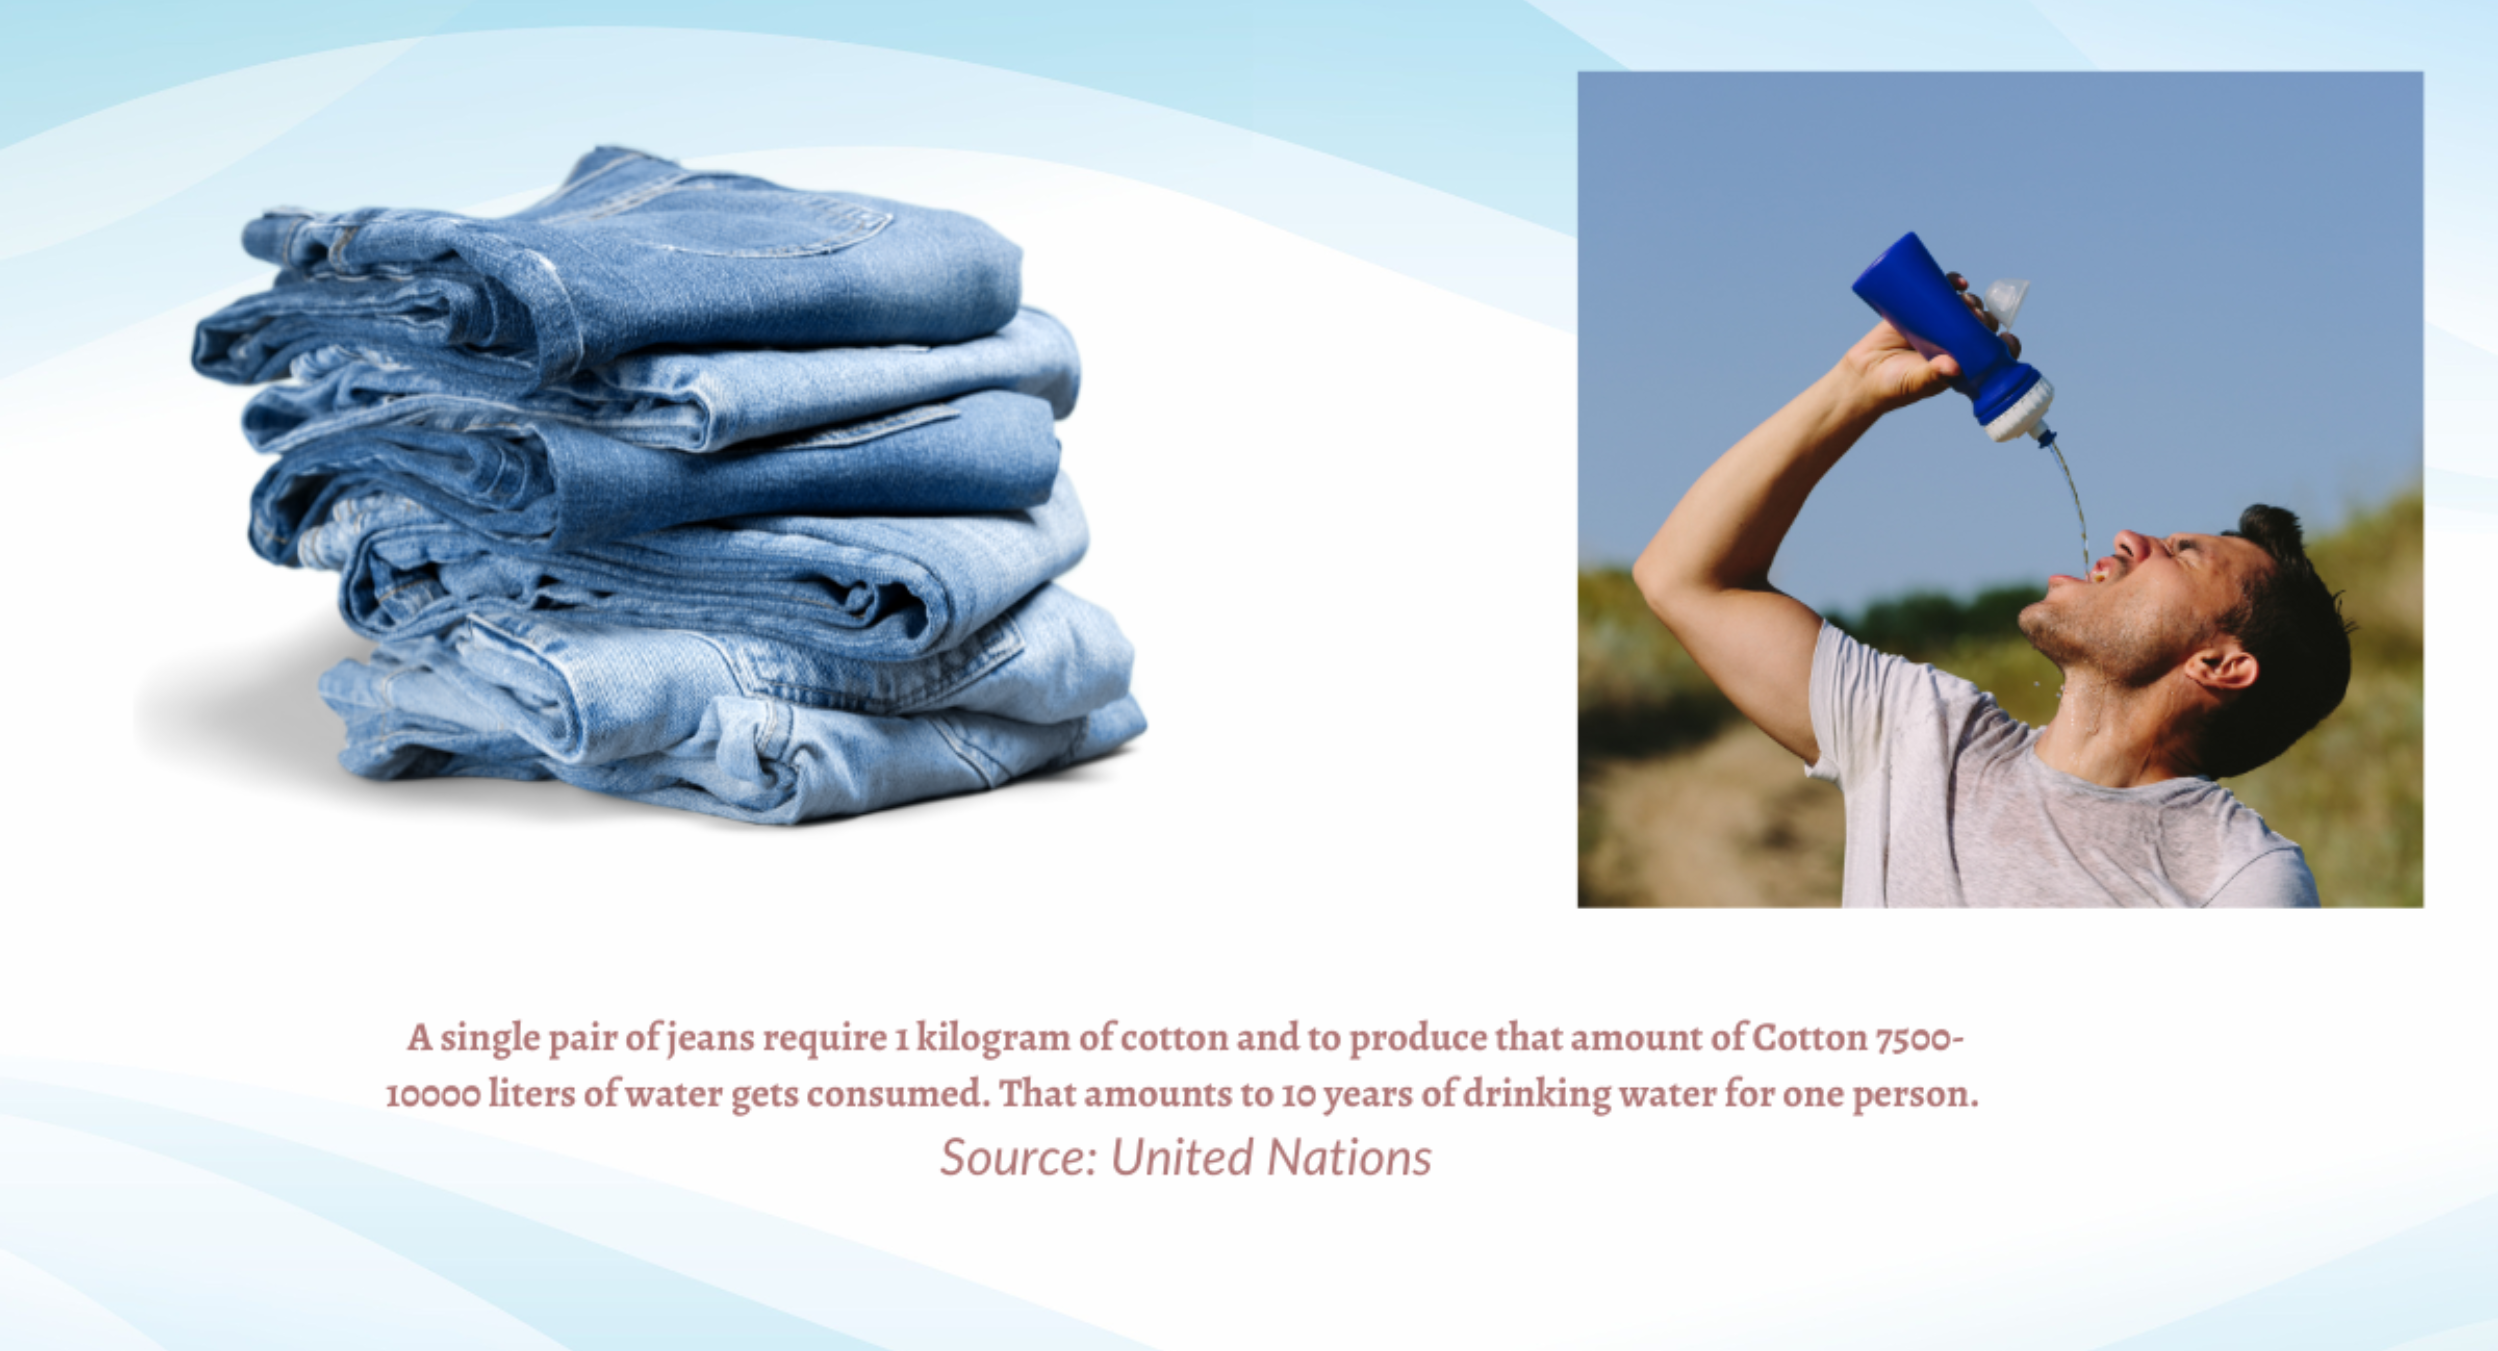 A single pair of jeans require 1 kilogram of cotton and to produce that amount of Cotton 7500-
10000 liters of water gets consumed. That amounts to 10 years of drinking water for one person.
Source: United Nations